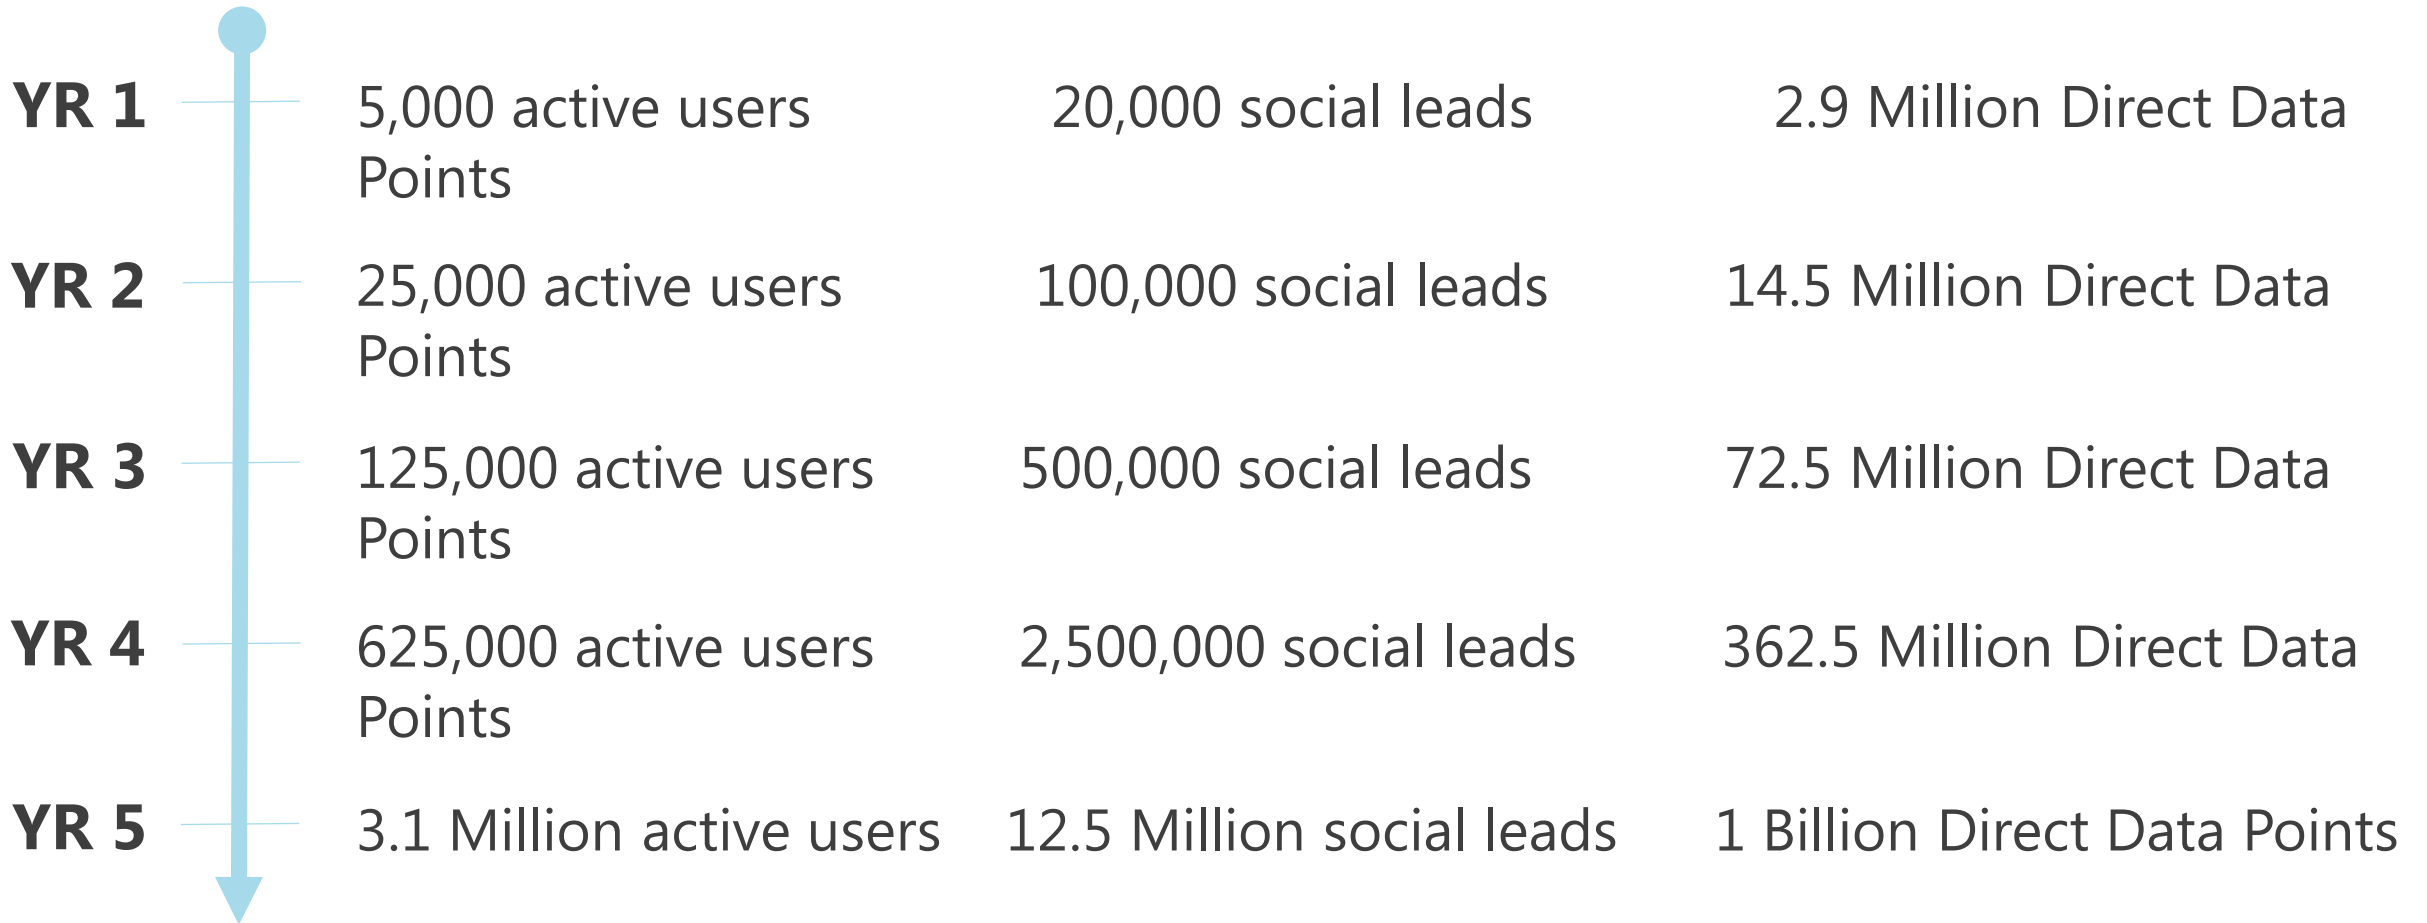 YR 1 5,000 active users 20,000 social leads 2.9 Million Direct Data
Points
YR 2 25,000 active users 100,000 social leads 14.5 Million Direct Data
Points
YR 3 125,000 active users 500,000 social leads 72.5 Million Direct Data
Points
YR 4 625,000 active users 2,500,000 social leads 362.5 Million Direct Data
Points
YR 5 3.1 Million active users 12.5 Million social leads 1 Billion Direct Data Points